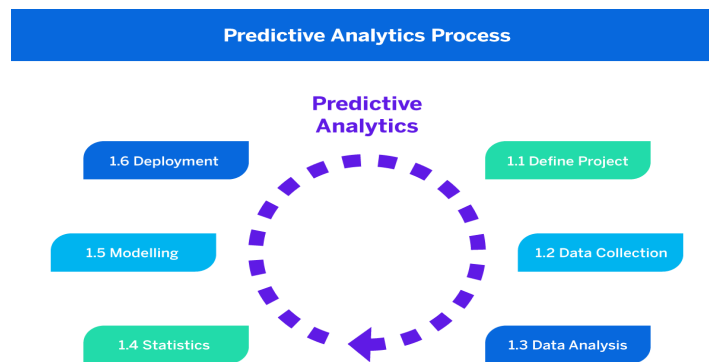 Predictive Analytics Process
Predictive
Analytics
1.6 Deployment
1.1 Define Project
1.5 Modelling
1.2 Data Collection
1.4 Statistics
1.3 Data Analysis